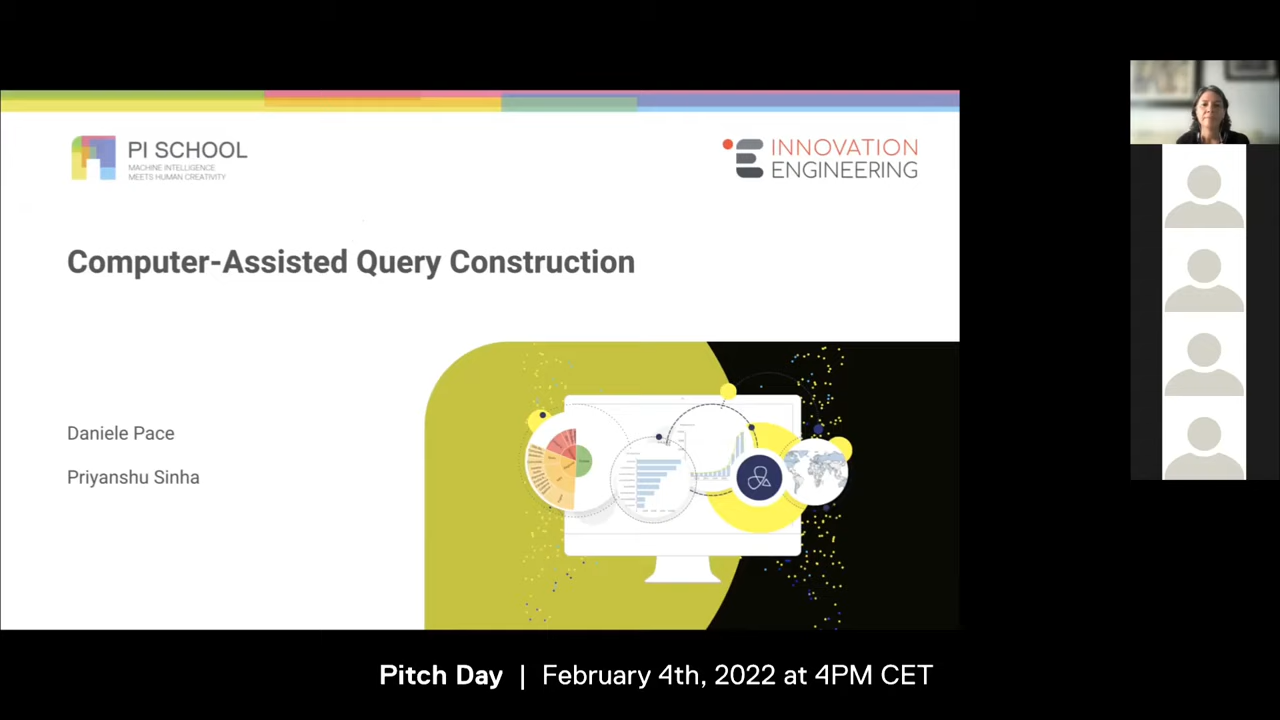 PI SCHOOL
MACHINE INTELLIGENCE
MEETS HUMAN CREATIVITY
INNOVATION
ENGINEERING
Computer-Assisted Query Construction
Daniele Pace
Priyanshu Sinha
Pitch Day | February 4th, 2022 at 4PM CET